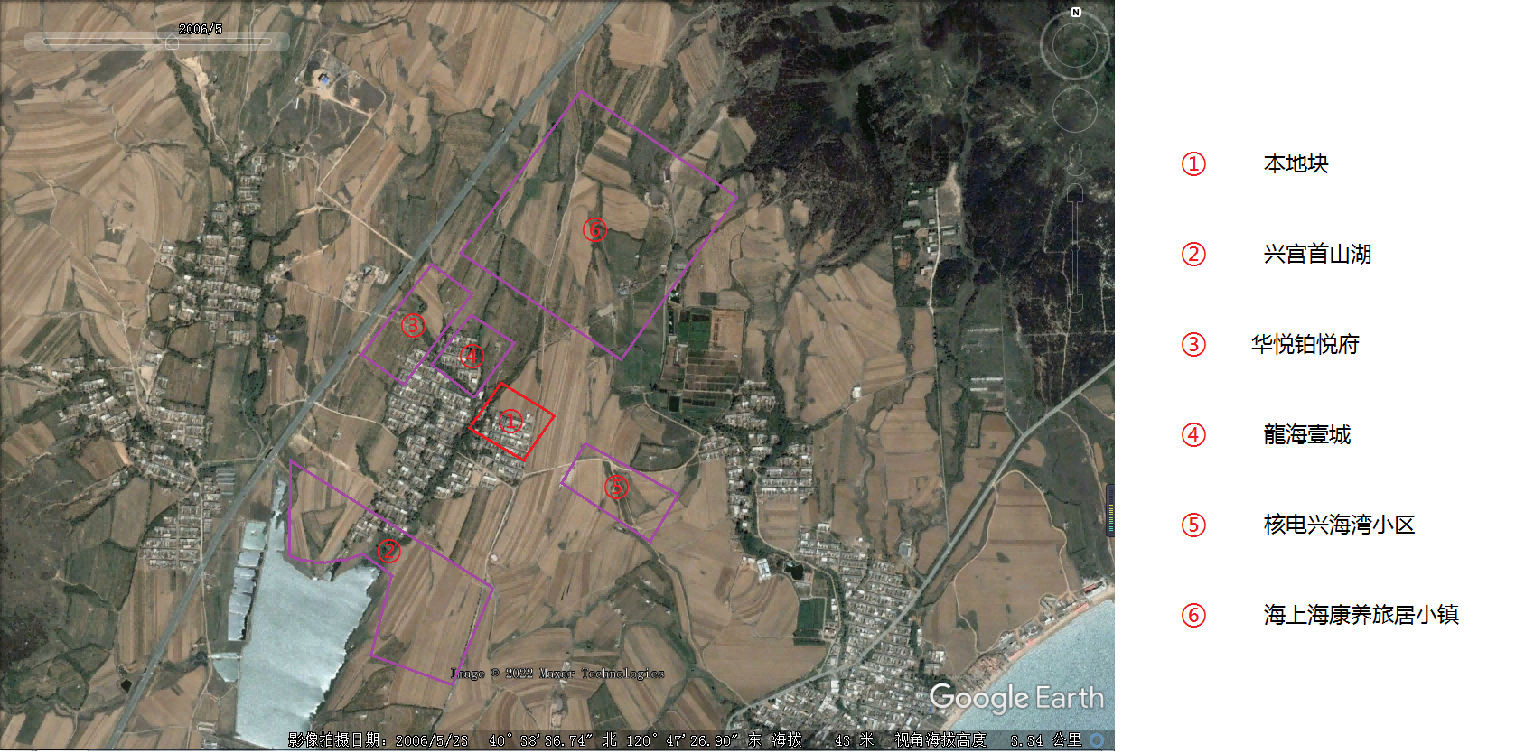 2006/5
N
⑥
③
④
①
⑤
②
Image © 2022 Maxar Technologies
Google Earth
影像拍摄日期: 2006/5/28 40°38'36.74" 北 120°47'26.90" 东 海拔 43 米 视角海拔高度 3.34 公里
① 本地块
② 兴宫首山湖
③ 华悦铂悦府
④ 龍海壹城
⑤ 核电兴海湾小区
⑥ 海上海康养旅居小镇